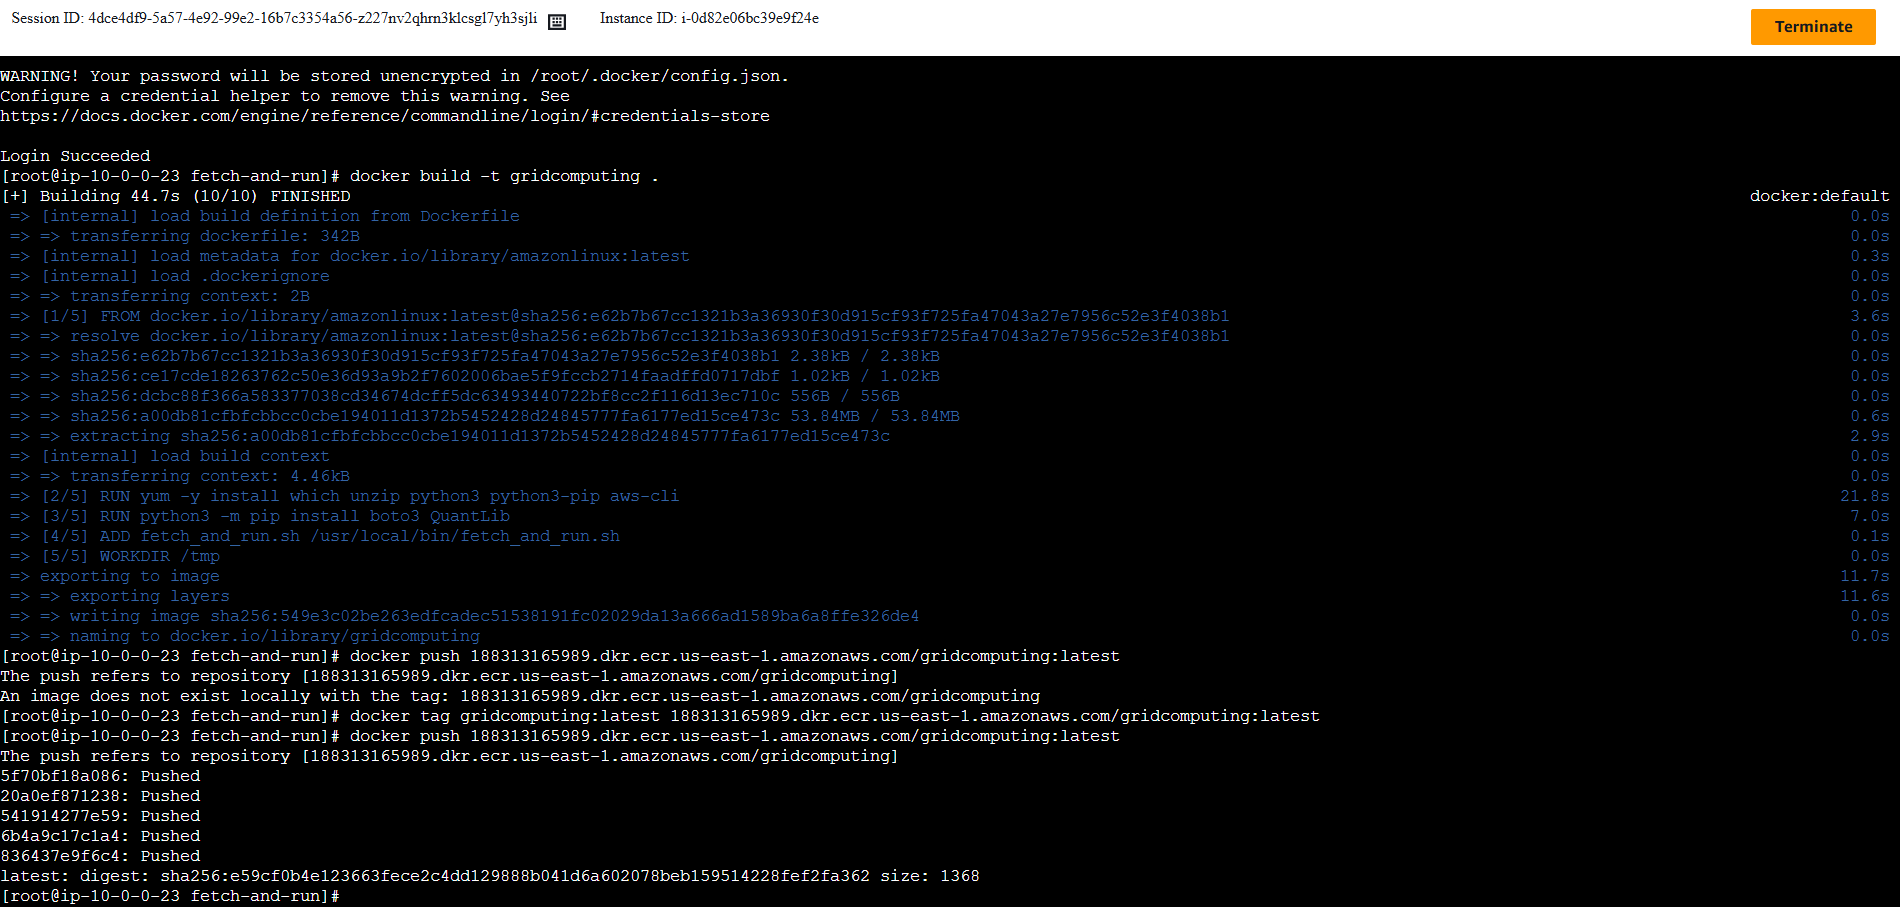 Session ID: 4dce4df9-5a57-4e92-99e2-16b7c3354a56-z227nv2qhrn3klcsgl7yh3sjli Instance ID: i-0d82e06bc39e9f24e Terminate
WARNING! Your password will be stored unencrypted in /root/.docker/config.json.
Configure a credential helper to remove this warning. See
https://docs.docker.com/engine/reference/commandline/login/#credentials-store
Login Succeeded
[root@ip-10-0-0-23 fetch-and-run]# docker build -t gridcomputing .
[+] Building 44.7s (10/10) FINISHED docker:default
=> [internal] load build definition from Dockerfile 0.0s
=> => transferring dockerfile: 342B 0.0s
=> [internal] load metadata for docker.io/library/amazonlinux:latest 0.3s
=> [internal] load .dockerignore 0.0s
=> => transferring context: 2B 0.0s
=> [1/5] FROM docker.io/library/amazonlinux:latest@sha256:e62b7b67cc1321b3a36930f30d915cf93f725fa47043a27e7956c52e3f4038b1 3.6s
=> => resolve docker.io/library/amazonlinux:latest@sha256:e62b7b67cc1321b3a36930f30d915cf93f725fa47043a27e7956c52e3f4038b1 0.0s
=> => sha256:e62b7b67cc1321b3a36930f30d915cf93f725fa47043a27e7956c52e3f4038b1 2.38kB / 2.38kB 0.0s
=> => sha256:ce17cde18263762c50e36d93a9b2f7602006bae5f9fccb2714faadffd0717dbf 1.02kB / 1.02kB 0.0s
=> => sha256:dcbc88f366a583377038cd34674dcff5dc63493440722bf8cc2f116d13ec710c 556B / 556B 0.0s
=> => sha256:a00db81cfbfcbbcc0cbe194011d1372b5452428d24845777fa6177ed15ce473c 53.84MB / 53.84MB 0.6s
=> => extracting sha256:a00db81cfbfcbbcc0cbe194011d1372b5452428d24845777fa6177ed15ce473c 2.9s
=> [internal] load build context 0.0s
=> => transferring context: 4.46kB 0.0s
=> [2/5] RUN yum -y install which unzip python3 python3-pip aws-cli 21.8s
=> [3/5] RUN python3 -m pip install boto3 QuantLib 7.0s
=> [4/5] ADD fetch_and_run.sh /usr/local/bin/fetch_and_run.sh 0.1s
=> [5/5] WORKDIR /tmp 0.0s
=> exporting to image 11.7s
=> => exporting layers 11.6s
=> => writing image sha256:549e3c02be263edfcadec51538191fc02029da13a666ad1589ba6a8ffe326de4 0.0s
=> => naming to docker.io/library/gridcomputing 0.0s
[root@ip-10-0-0-23 fetch-and-run]# docker push 188313165989.dkr.ecr.us-east-1.amazonaws.com/gridcomputing:latest
The push refers to repository [188313165989.dkr.ecr.us-east-1.amazonaws.com/gridcomputing]
An image does not exist locally with the tag: 188313165989.dkr.ecr.us-east-1.amazonaws.com/gridcomputing
[root@ip-10-0-0-23 fetch-and-run]# docker tag gridcomputing:latest 188313165989.dkr.ecr.us-east-1.amazonaws.com/gridcomputing:latest
[root@ip-10-0-0-23 fetch-and-run]# docker push 188313165989.dkr.ecr.us-east-1.amazonaws.com/gridcomputing:latest
The push refers to repository [188313165989.dkr.ecr.us-east-1.amazonaws.com/gridcomputing]
5f70bf18a086: Pushed
20a0ef871238: Pushed
541914277e59: Pushed
6b4a9c17c1a4: Pushed
836437e9f6c4: Pushed
latest: digest: sha256:e59cf0b4e123663fece2c4dd129888b041d6a602078beb159514228fef2fa362 size: 1368
[root@ip-10-0-0-23 fetch-and-run]#